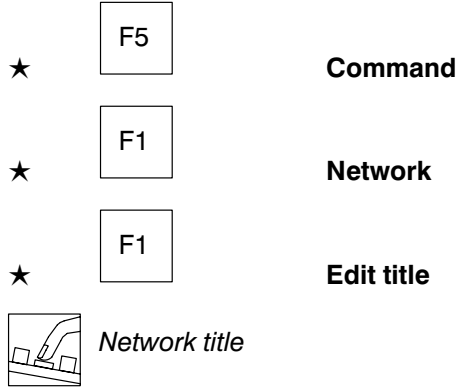 F5
★ Command
F1
★ Network
F1
★ Edit title
Network title